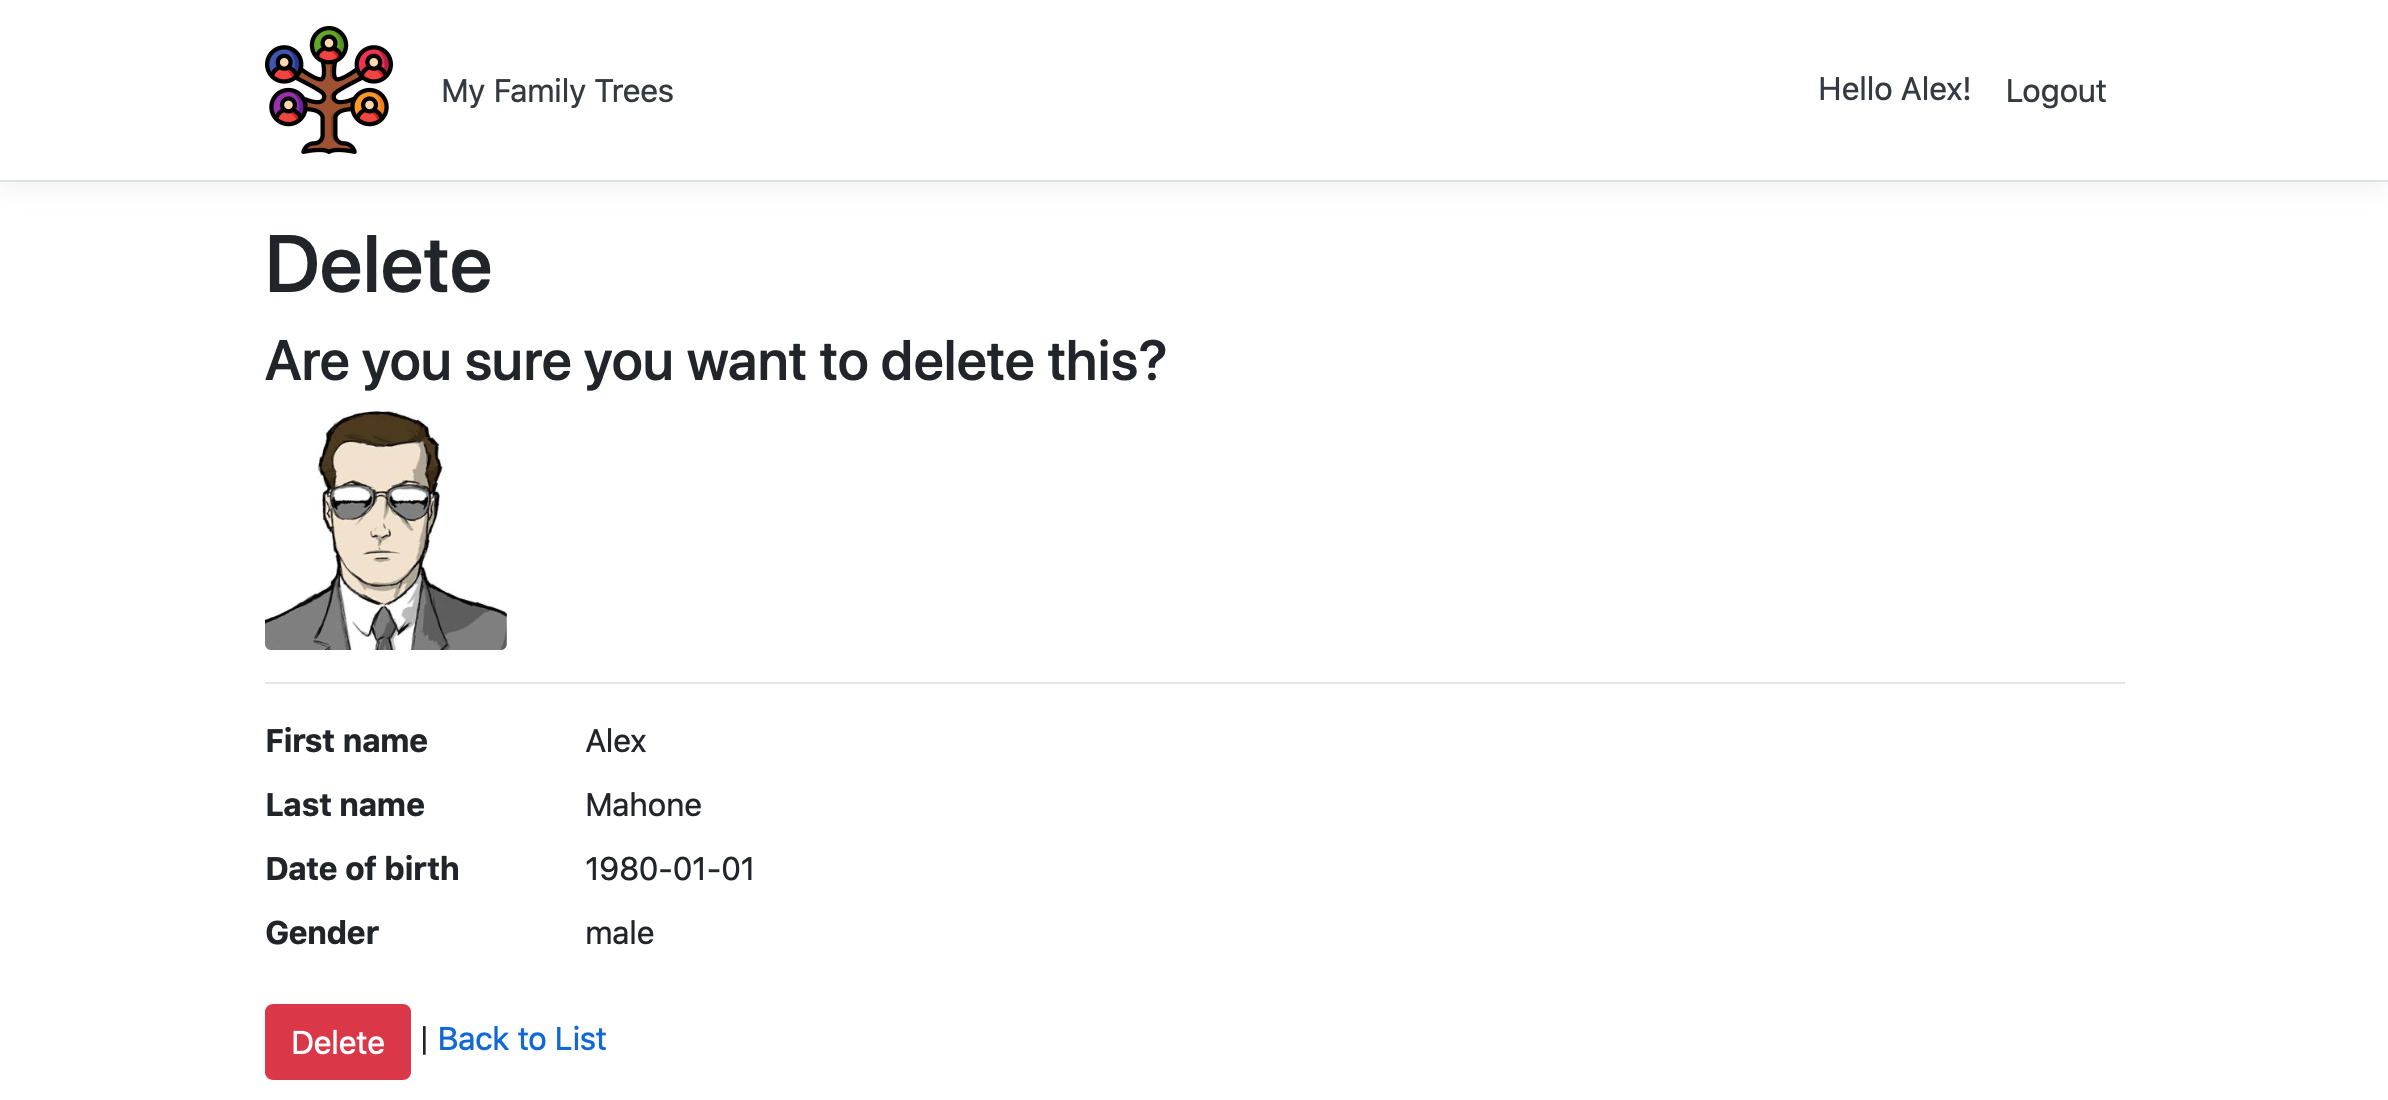 My Family Trees
Hello Alex! Logout
Delete
Are you sure you want to delete this?
First name Alex
Last name Mahone
Date of birth 1980-01-01
Gender male
Delete | Back to List